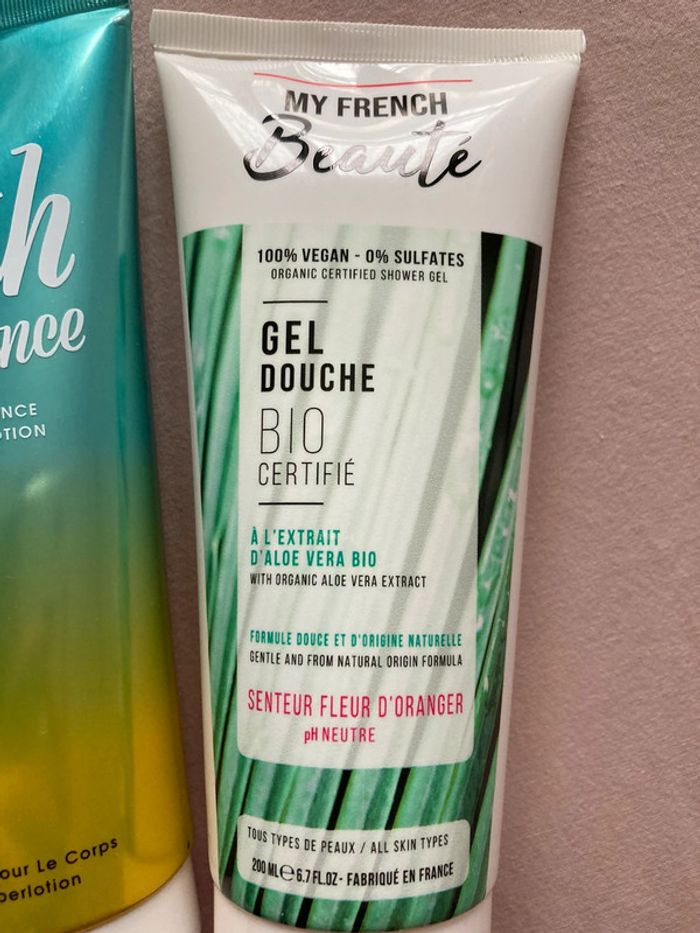 MY FRENCH
Beauté
100% VEGAN - 0% SULFATES
ORGANIC CERTIFIED SHOWER GEL
GEL
DOUCHE
BIO
CERTIFIÉ
À L'EXTRAIT
D'ALOE VERA BIO
WITH ORGANIC ALOE VERA EXTRACT
FORMULE DOUCE ET D'ORIGINE NATURELLE
GENTLE AND FROM NATURAL ORIGIN FORMULA
SENTEUR FLEUR D'ORANGER
pH NEUTRE
TOUS TYPES DE PEAUX / ALL SKIN TYPES
200 ML ℮ 6.7 FL.OZ- FABRIQUÉ EN FRANCE
Le Corps